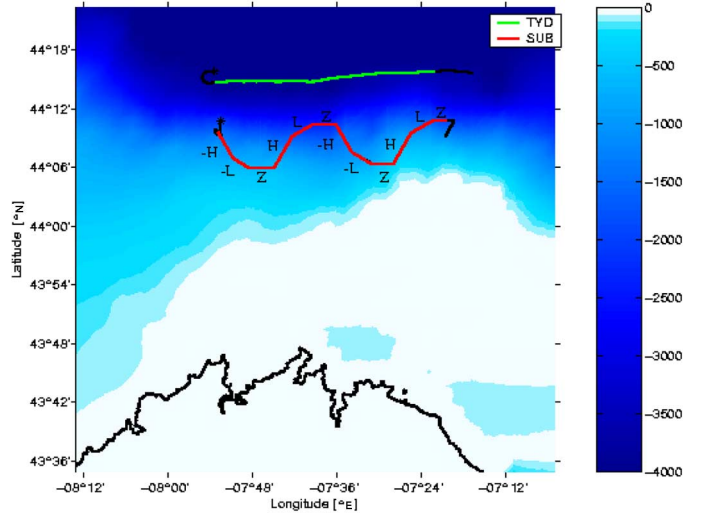 TYD
SUB
44°18'
44°12'
44°06'
44°00'
43°54'
43°48'
43°42'
43°36'
Latitude [°N]
-H
-L
Z
H
L
Z
-H
-L
Z
H
L
Z
-08°12'
-08°00'
-07°48'
-07°36'
-07°24'
-07°12'
Longitude [°E]
0
-500
-1000
-1500
-2000
-2500
-3000
-3500
-4000